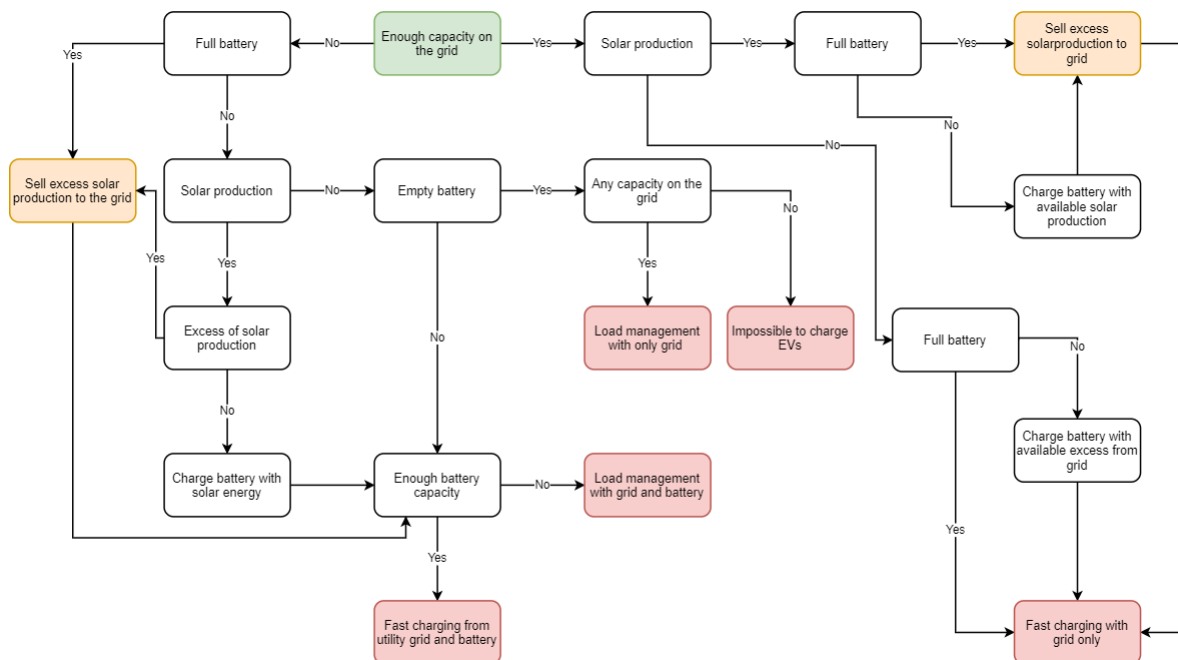 Full battery
No
Enough capacity on
the grid
Yes
Solar production
Yes
Full battery
Yes
Sell excess
solarproduction to
grid
Yes
No
No
No
Sell excess solar
production to the grid
Solar production
No
Empty battery
Yes
Any capacity on the
grid
Charge battery with
available solar
production
No
Yes
Yes
Yes
No
Excess of solar
production
Load management
with only grid
Impossible to charge
EVs
Full battery
No
No
Charge battery with
available excess from
grid
Charge battery with
solar energy
Enough battery
capacity
No
Load management
with grid and battery
Yes
Yes
Fast charging from
utility grid and battery
Fast charging with
grid only